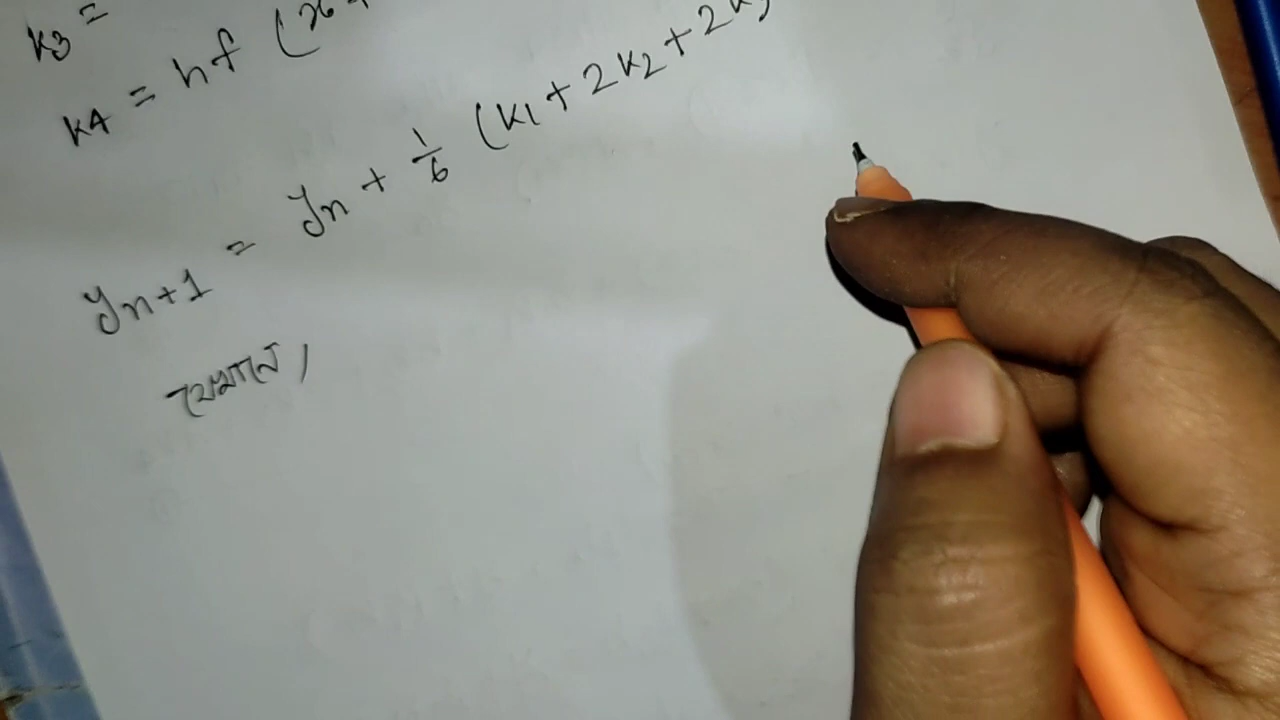 k3 =
k4 = hf (x
yn+1 = yn + 1/6 (k1 + 2k2 + 2k
যেখানে,